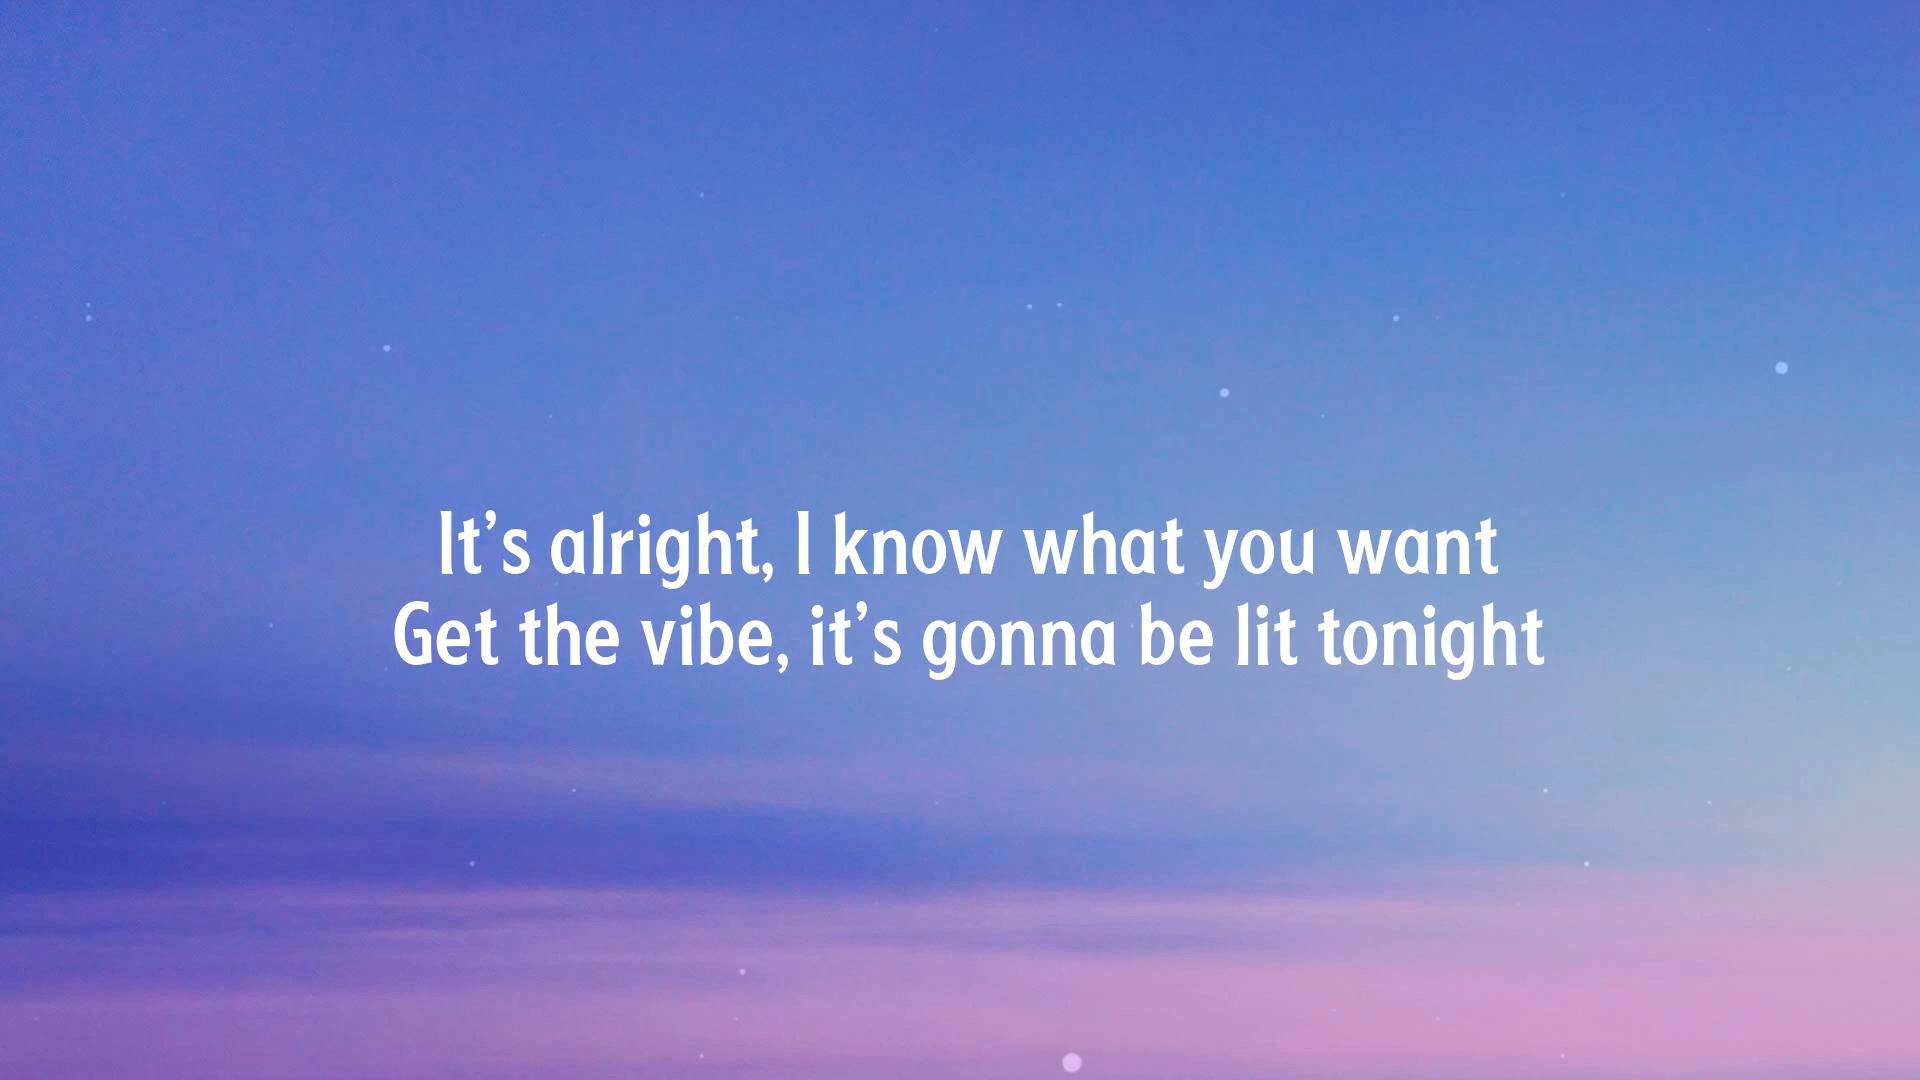 It’s alright, I know what you want
Get the vibe, it’s gonna be lit tonight